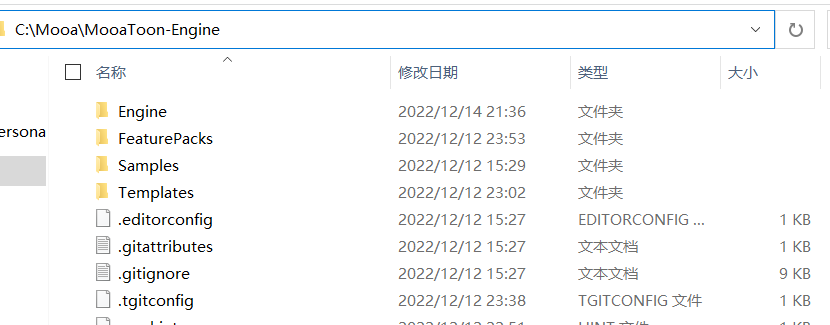 C:\Mooa\MooaToon-Engine
名称 修改日期 类型 大小
Engine 2022/12/14 21:36 文件夹
ersona
FeaturePacks 2022/12/12 23:53 文件夹
Samples 2022/12/12 15:29 文件夹
Templates 2022/12/12 23:02 文件夹
.editorconfig 2022/12/12 15:27 EDITORCONFIG ... 1 KB
.gitattributes 2022/12/12 15:27 文本文档 1 KB
.gitignore 2022/12/12 15:27 文本文档 9 KB
.tgitconfig 2022/12/12 23:38 TGITCONFIG 文件 1 KB